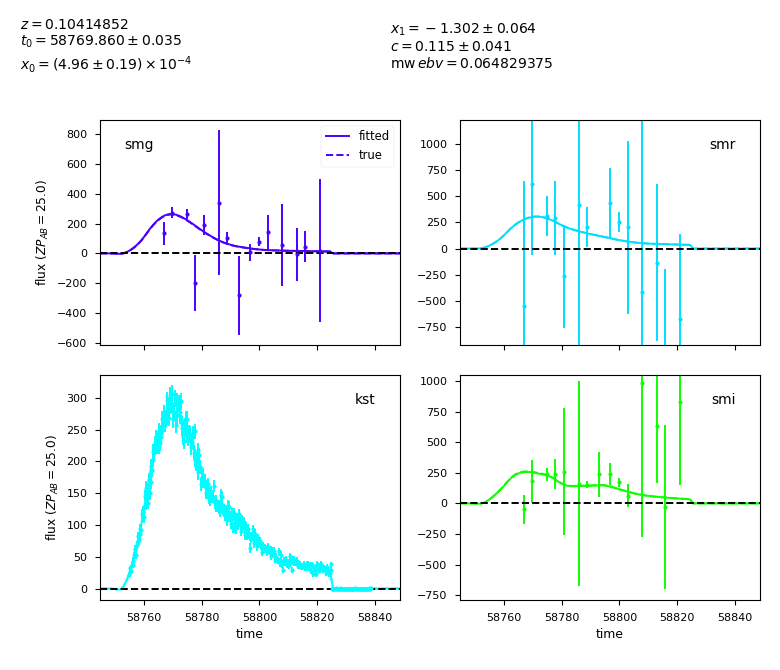 z = 0.10414852
t₀ = 58769.860 ± 0.035
x₀ = (4.96 ± 0.19) × 10⁻⁴
x₁ = −1.302 ± 0.064
c = 0.115 ± 0.041
mwebv = 0.064829375
smg
fitted
true
flux (ZP_AB = 25.0)
800
600
400
200
0
−200
−400
−600
smr
1000
750
500
250
0
−250
−500
−750
kst
flux (ZP_AB = 25.0)
300
250
200
150
100
50
0
58760 58780 58800 58820 58840
time
smi
1000
750
500
250
0
−250
−500
−750
58760 58780 58800 58820 58840
time